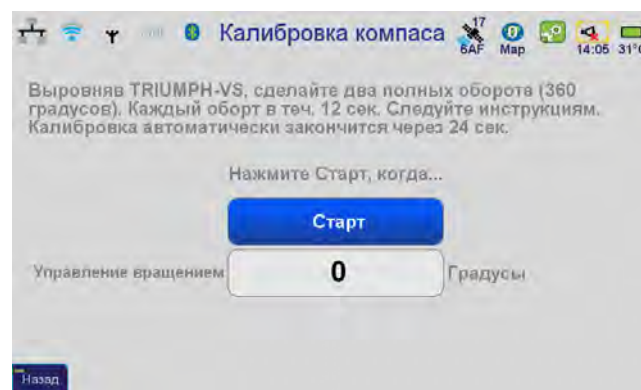 Калибровка компаса
17
6AF
0
Map
14:05
31°
Выровняв TRIUMPH-VS, сделайте два полных оборота (360
градусов). Каждый оборт в теч. 12 сек. Следуйте инструкциям.
Калибровка автоматически закончится через 24 сек.
Нажмите Старт, когда...
Старт
Управление вращением
0
Градусы
Назад